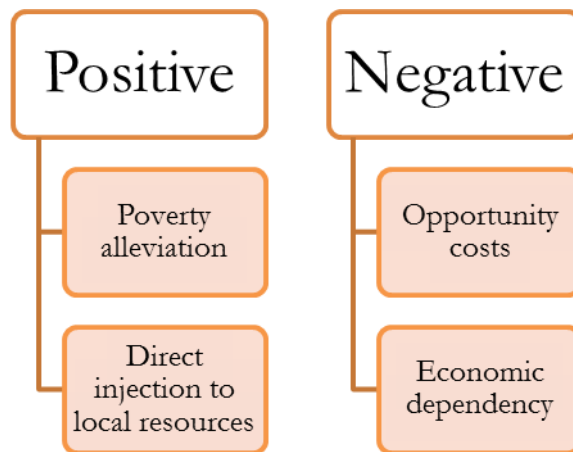 Positive
Poverty
alleviation
Direct
injection to
local resources
Negative
Opportunity
costs
Economic
dependency